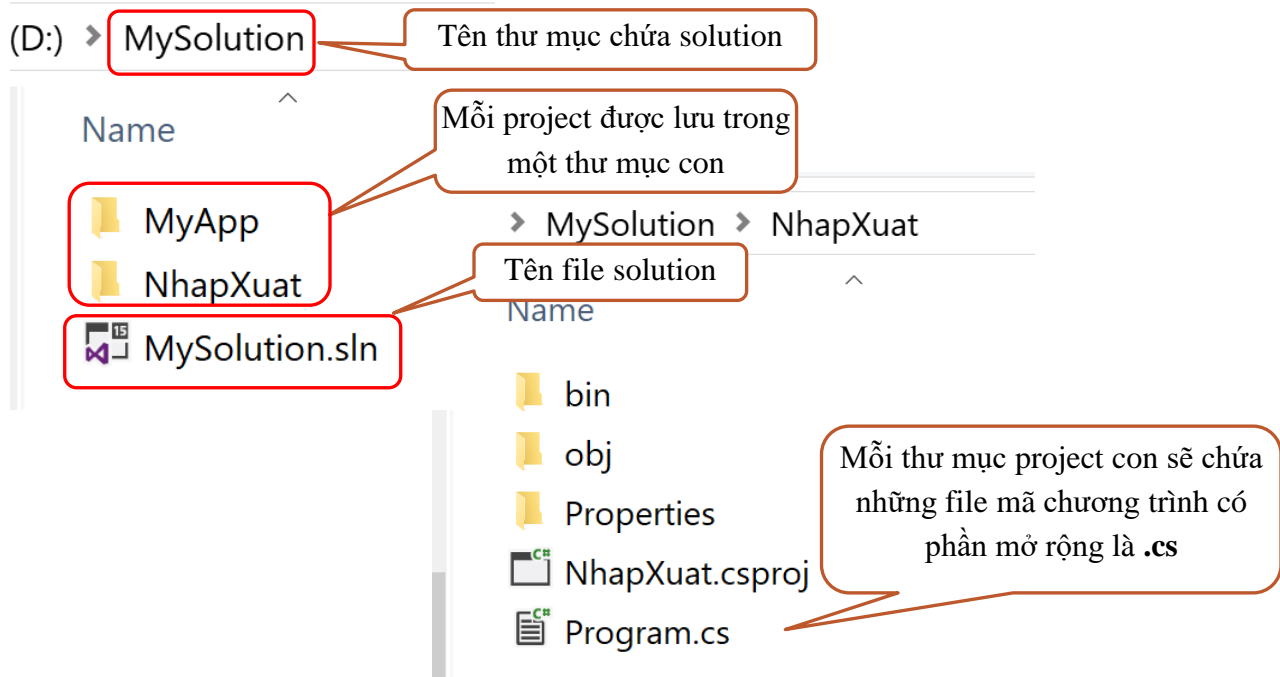 (D:) > MySolution
Tên thư mục chứa solution
Name
Mỗi project được lưu trong
một thư mục con
MyApp
NhapXuat
MySolution.sln
15
Tên file solution
> MySolution > NhapXuat
Name
bin
obj
Properties
C# NhapXuat.csproj
C# Program.cs
Mỗi thư mục project con sẽ chứa
những file mã chương trình có
phần mở rộng là .cs